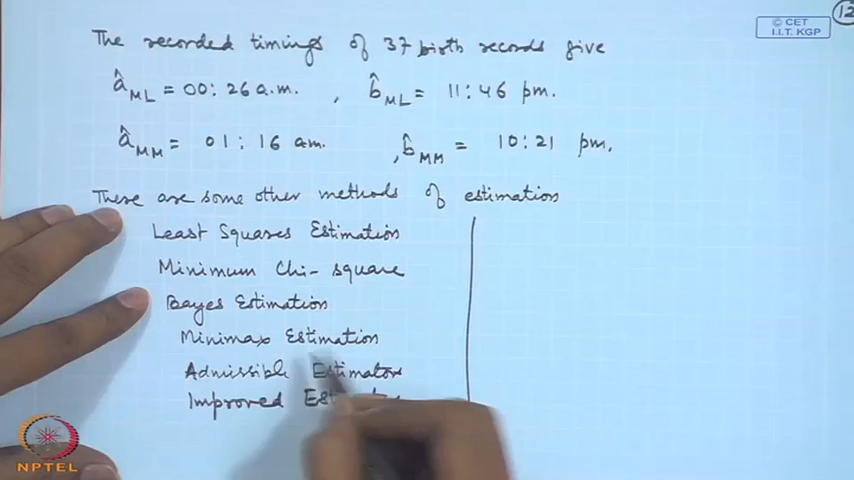 12
© CET
I.I.T. KGP
The recorded timings of 37 birth records give
â_ML = 00:26 a.m. , b̂_ML = 11:46 pm.
â_MM = 01:16 am. , b̂_MM = 10:21 pm.
There are some other methods of estimation
Least Squares Estimation
Minimum Chi-square
Bayes Estimation
Minimax Estimation
Admissible Estimators
Improved
NPTEL